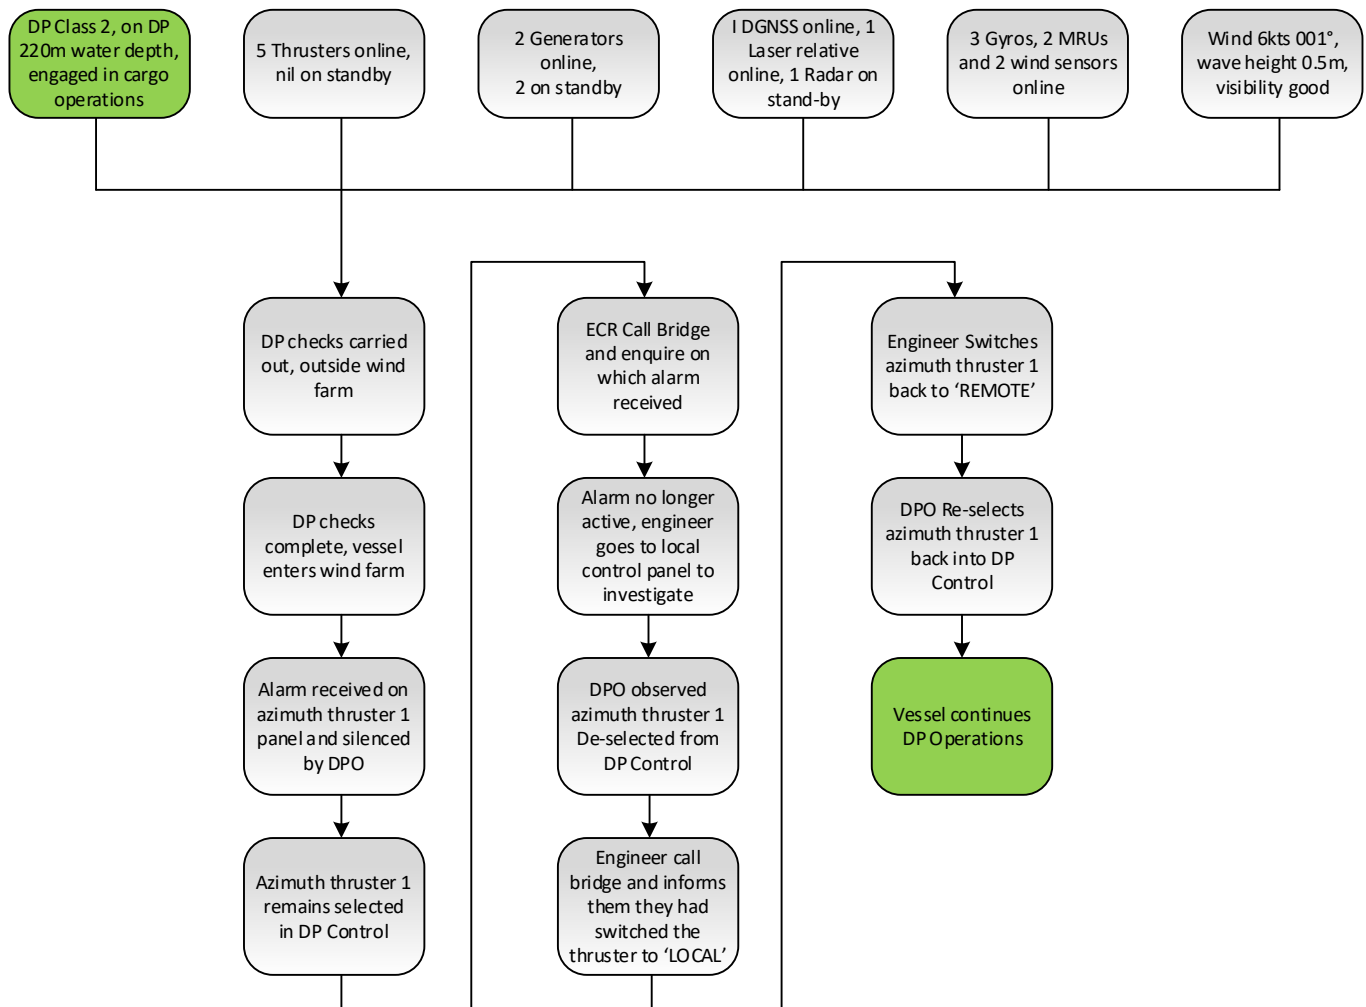 DP Class 2, on DP
220m water depth,
engaged in cargo
operations
5 Thrusters online,
nil on standby
2 Generators
online,
2 on standby
I DGNSS online, 1
Laser relative
online, 1 Radar on
stand-by
3 Gyros, 2 MRUs
and 2 wind sensors
online
Wind 6kts 001°,
wave height 0.5m,
visibility good
DP checks carried
out, outside wind
farm
DP checks
complete, vessel
enters wind farm
Alarm received on
azimuth thruster 1
panel and silenced
by DPO
Azimuth thruster 1
remains selected
in DP Control
ECR Call Bridge
and enquire on
which alarm
received
Alarm no longer
active, engineer
goes to local
control panel to
investigate
DPO observed
azimuth thruster 1
De-selected from
DP Control
Engineer call
bridge and informs
them they had
switched the
thruster to ‘LOCAL’
Engineer Switches
azimuth thruster 1
back to ‘REMOTE’
DPO Re-selects
azimuth thruster 1
back into DP
Control
Vessel continues
DP Operations